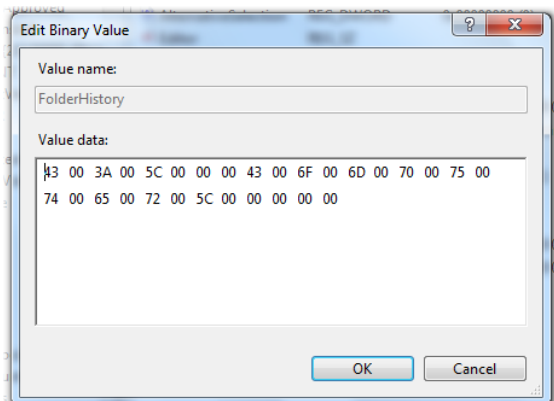 Edit Binary Value
Value name:
FolderHistory
Value data:
43 00 3A 00 5C 00 00 00 43 00 6F 00 6D 00 70 00 75 00
74 00 65 00 72 00 5C 00 00 00 00 00
OK
Cancel